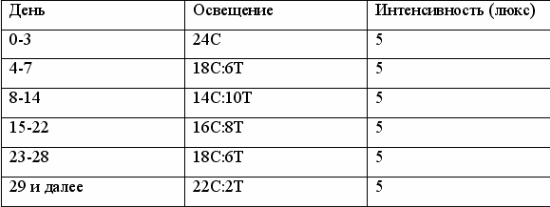 День Освещение Интенсивность (люкс)
0-3 24С 5
4-7 18С:6Т 5
8-14 14С:10Т 5
15-22 16С:8Т 5
23-28 18С:6Т 5
29 и далее 22С:2Т 5